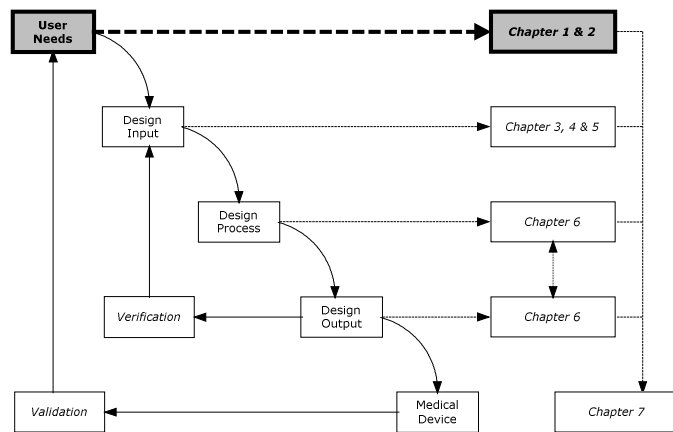 User
Needs
Chapter 1 & 2
Design
Input
Chapter 3, 4 & 5
Design
Process
Chapter 6
Verification
Design
Output
Chapter 6
Validation
Medical
Device
Chapter 7